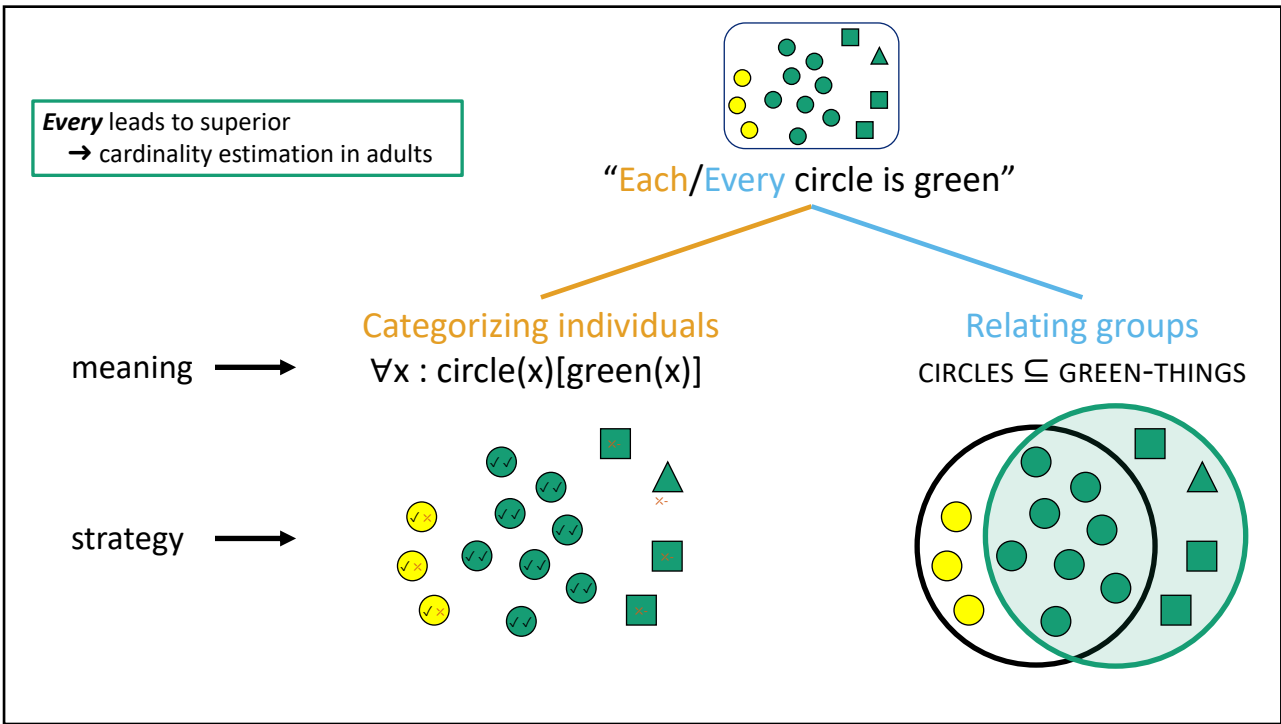 Every leads to superior
→ cardinality estimation in adults
“Each/Every circle is green”
Categorizing individuals
Relating groups
meaning
∀x : circle(x)[green(x)]
CIRCLES ⊆ GREEN-THINGS
strategy